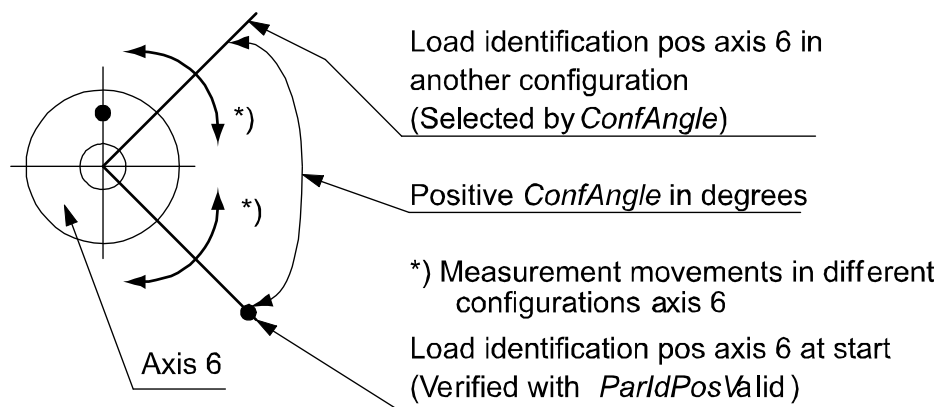 Load identification pos axis 6 in
another configuration
(Selected by ConfAngle)
*)
Positive ConfAngle in degrees
*)
*) Measurement movements in different
configurations axis 6
Load identification pos axis 6 at start
(Verified with ParIdPosValid)
Axis 6